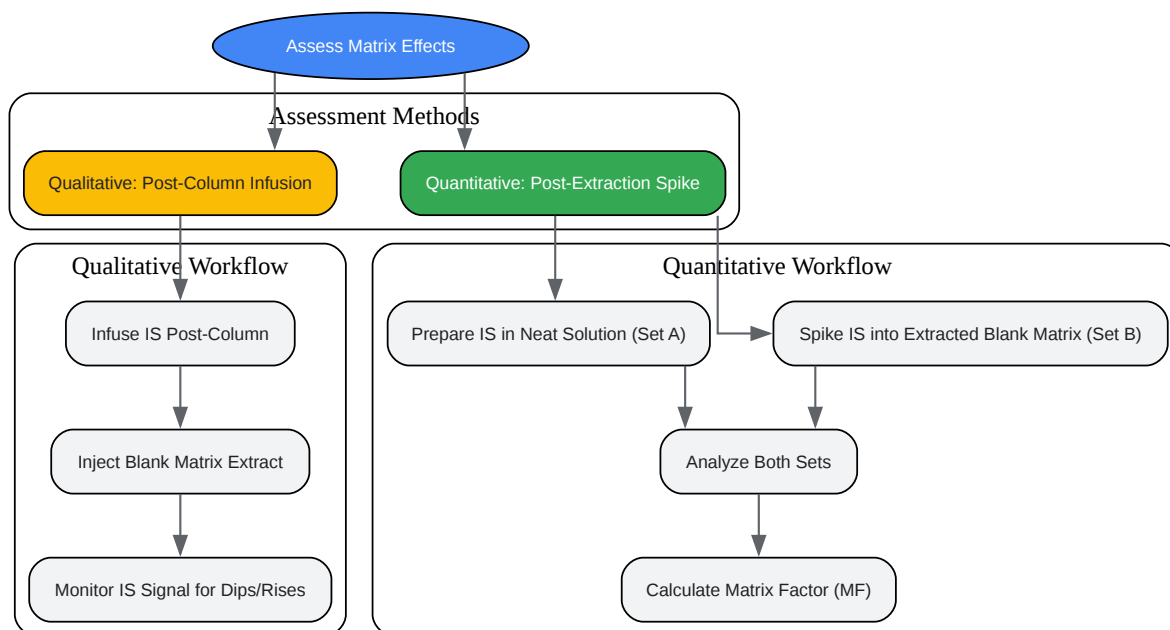 Assess Matrix Effects
Assessment Methods
Qualitative: Post-Column Infusion
Quantitative: Post-Extraction Spike
Qualitative Workflow
Quantitative Workflow
Infuse IS Post-Column
Prepare IS in Neat Solution (Set A)
Spike IS into Extracted Blank Matrix (Set B)
Inject Blank Matrix Extract
Analyze Both Sets
Monitor IS Signal for Dips/Rises
Calculate Matrix Factor (MF)